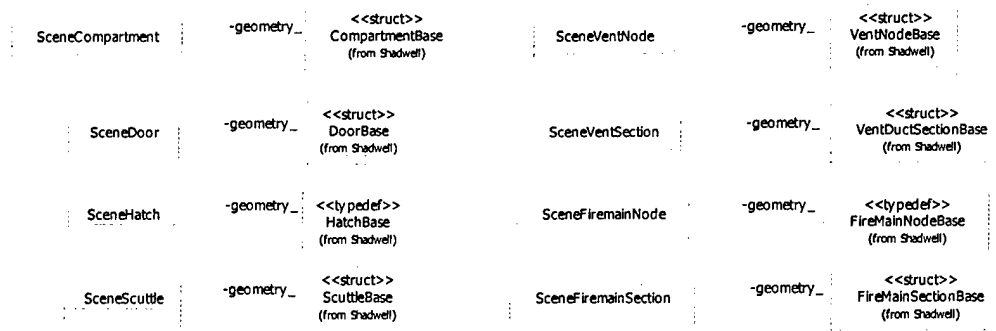 SceneCompartment -geometry_ <<struct>> CompartmentBase (from Shadwell)
SceneVentNode -geometry_ <<struct>> VentNodeBase (from Shadwell)
SceneDoor -geometry_ <<struct>> DoorBase (from Shadwell)
SceneVentSection -geometry_ <<struct>> VentDuctSectionBase (from Shadwell)
SceneHatch -geometry_ <<typedef>> HatchBase (from Shadwell)
SceneFiremainNode -geometry_ <<typedef>> FireMainNodeBase (from Shadwell)
SceneScuttle -geometry_ <<struct>> ScuttleBase (from Shadwell)
SceneFiremainSection -geometry_ <<struct>> FireMainSectionBase (from Shadwell)